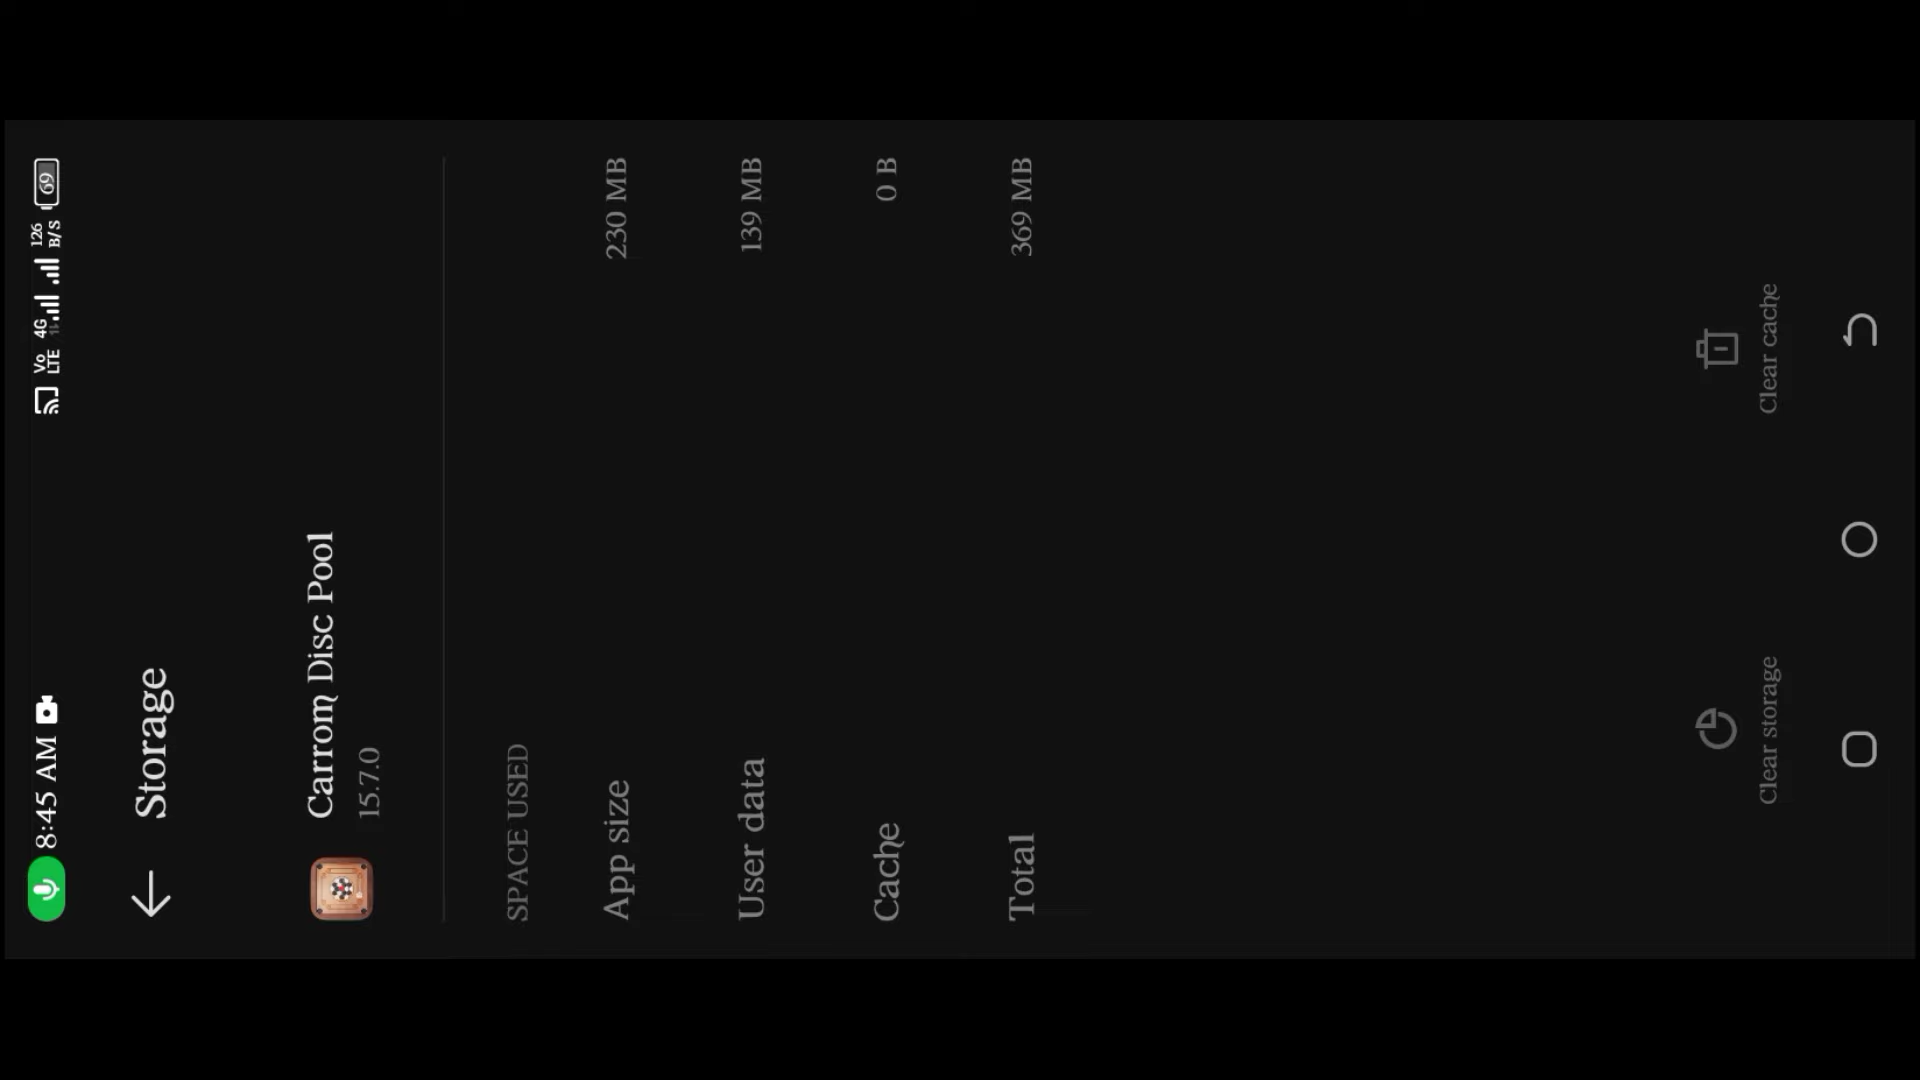 8:45 AM
Vo LTE 4G 126 B/S 69
Storage
Carrom Disc Pool
15.7.0
SPACE USED
App size 230 MB
User data 139 MB
Cache 0 B
Total 369 MB
Clear storage Clear cache